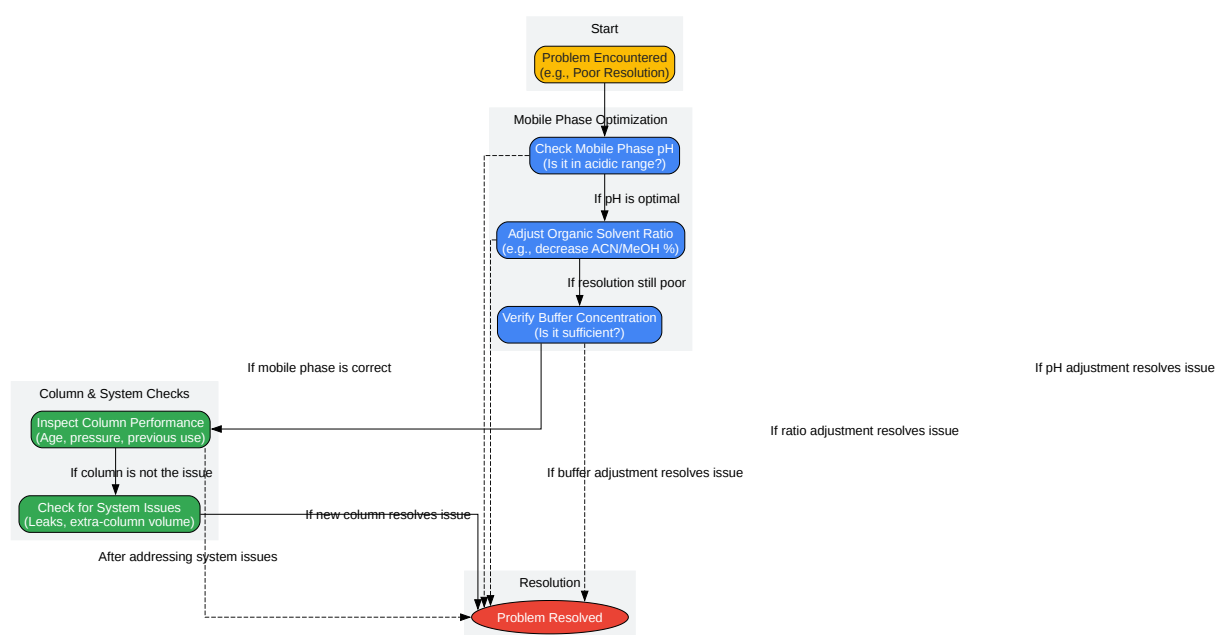 Start
Problem Encountered
(e.g., Poor Resolution)
Mobile Phase Optimization
Check Mobile Phase pH
(Is it in acidic range?)
If pH is optimal
Adjust Organic Solvent Ratio
(e.g., decrease ACN/MeOH %)
If resolution still poor
Verify Buffer Concentration
(Is it sufficient?)
If mobile phase is correct
If pH adjustment resolves issue
Column & System Checks
Inspect Column Performance
(Age, pressure, previous use)
If ratio adjustment resolves issue
If column is not the issue
If buffer adjustment resolves issue
Check for System Issues
(Leaks, extra-column volume)
If new column resolves issue
After addressing system issues
Resolution
Problem Resolved